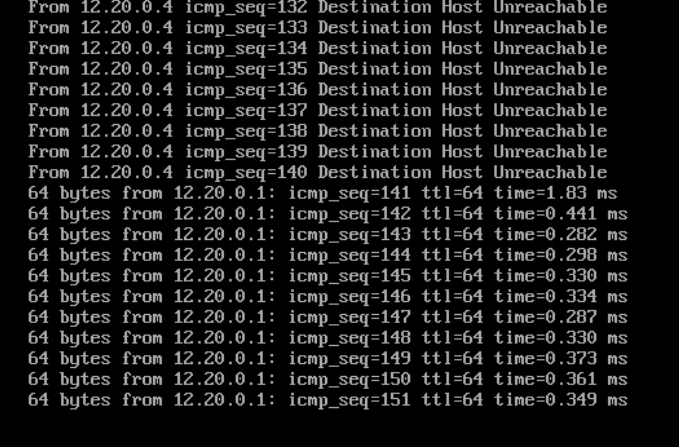 From 12.20.0.4 icmp_seq=132 Destination Host Unreachable
From 12.20.0.4 icmp_seq=133 Destination Host Unreachable
From 12.20.0.4 icmp_seq=134 Destination Host Unreachable
From 12.20.0.4 icmp_seq=135 Destination Host Unreachable
From 12.20.0.4 icmp_seq=136 Destination Host Unreachable
From 12.20.0.4 icmp_seq=137 Destination Host Unreachable
From 12.20.0.4 icmp_seq=138 Destination Host Unreachable
From 12.20.0.4 icmp_seq=139 Destination Host Unreachable
From 12.20.0.4 icmp_seq=140 Destination Host Unreachable
64 bytes from 12.20.0.1: icmp_seq=141 ttl=64 time=1.83 ms
64 bytes from 12.20.0.1: icmp_seq=142 ttl=64 time=0.441 ms
64 bytes from 12.20.0.1: icmp_seq=143 ttl=64 time=0.282 ms
64 bytes from 12.20.0.1: icmp_seq=144 ttl=64 time=0.298 ms
64 bytes from 12.20.0.1: icmp_seq=145 ttl=64 time=0.330 ms
64 bytes from 12.20.0.1: icmp_seq=146 ttl=64 time=0.334 ms
64 bytes from 12.20.0.1: icmp_seq=147 ttl=64 time=0.287 ms
64 bytes from 12.20.0.1: icmp_seq=148 ttl=64 time=0.330 ms
64 bytes from 12.20.0.1: icmp_seq=149 ttl=64 time=0.373 ms
64 bytes from 12.20.0.1: icmp_seq=150 ttl=64 time=0.361 ms
64 bytes from 12.20.0.1: icmp_seq=151 ttl=64 time=0.349 ms